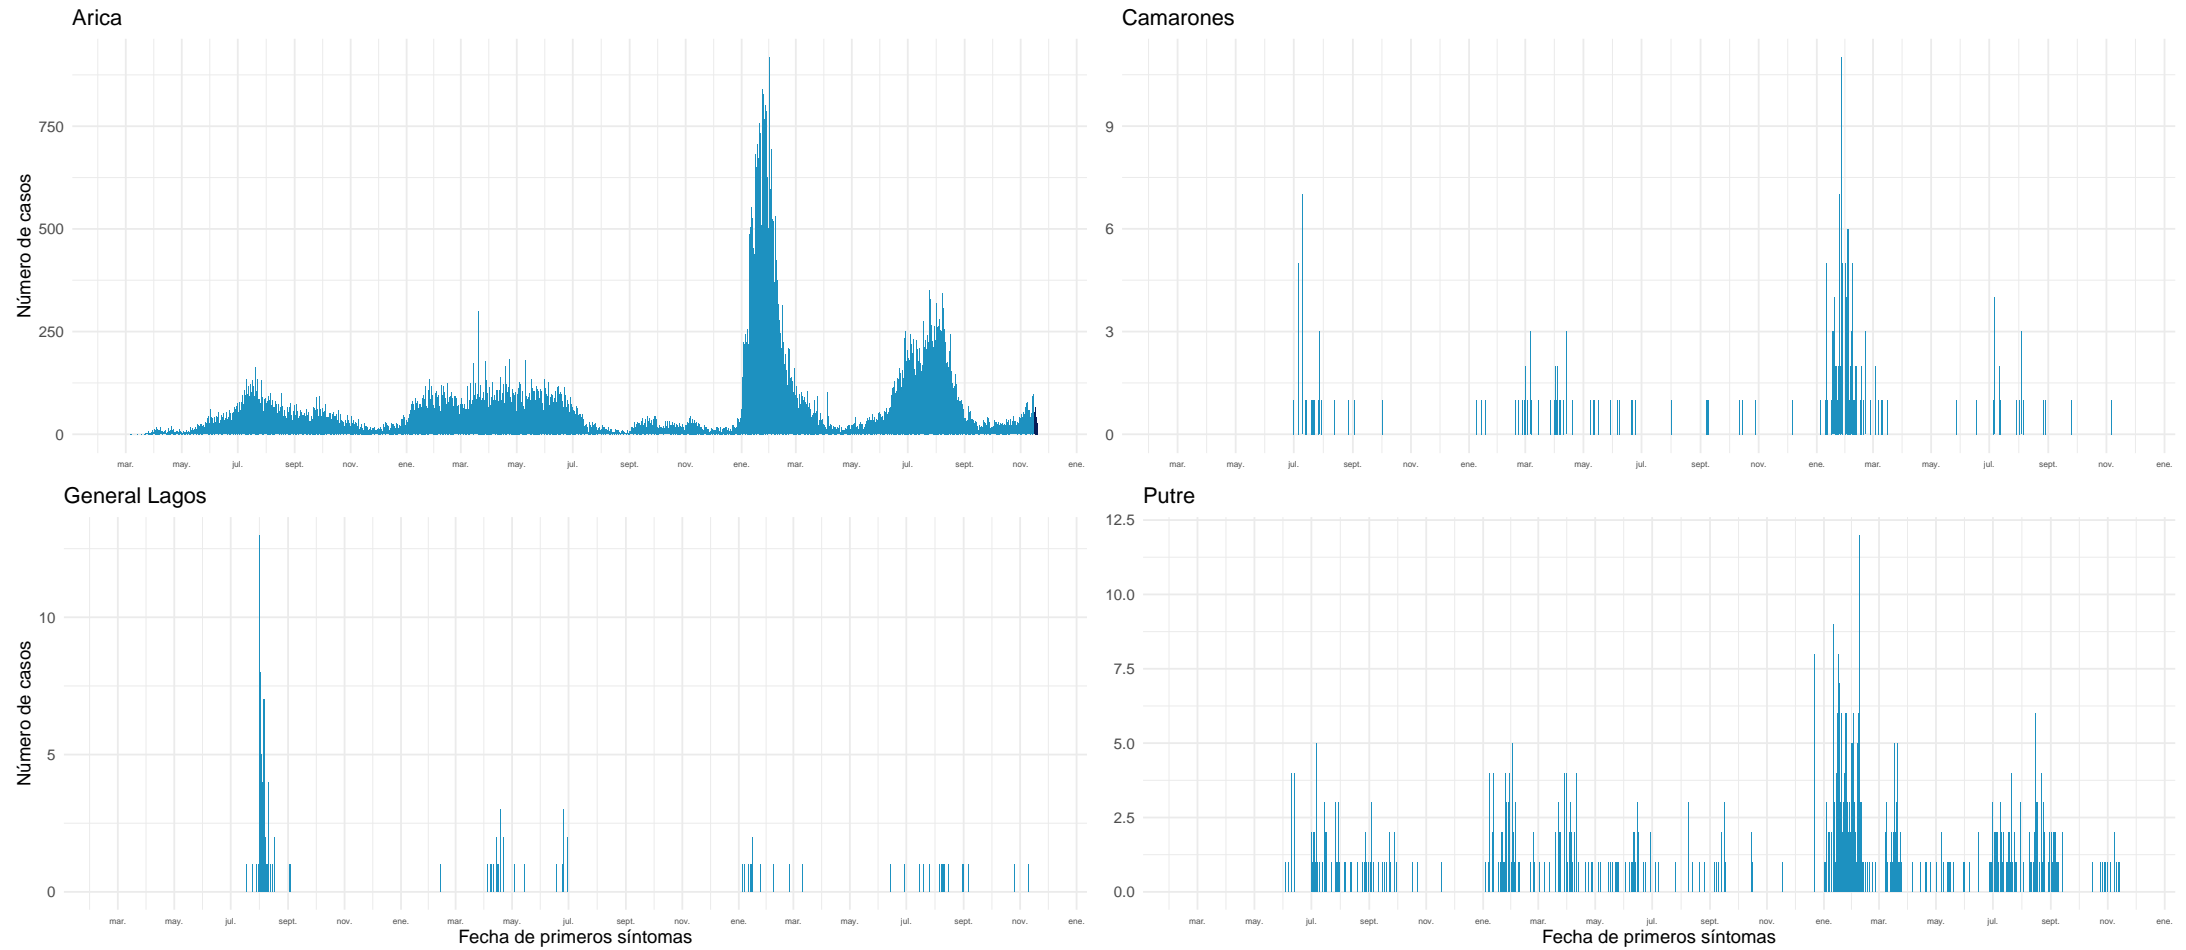 Arica
Número de casos
750
500
250
0
mar. may. jul. sept. nov. ene. mar. may. jul. sept. nov. ene. mar. may. jul. sept. nov. ene.
Camarones
9
6
3
0
mar. may. jul. sept. nov. ene. mar. may. jul. sept. nov. ene. mar. may. jul. sept. nov. ene.
General Lagos
Número de casos
10
5
0
mar. may. jul. sept. nov. ene. mar. may. jul. sept. nov. ene. mar. may. jul. sept. nov. ene.
Fecha de primeros síntomas
Putre
12.5
10.0
7.5
5.0
2.5
0.0
mar. may. jul. sept. nov. ene. mar. may. jul. sept. nov. ene. mar. may. jul. sept. nov. ene.
Fecha de primeros síntomas